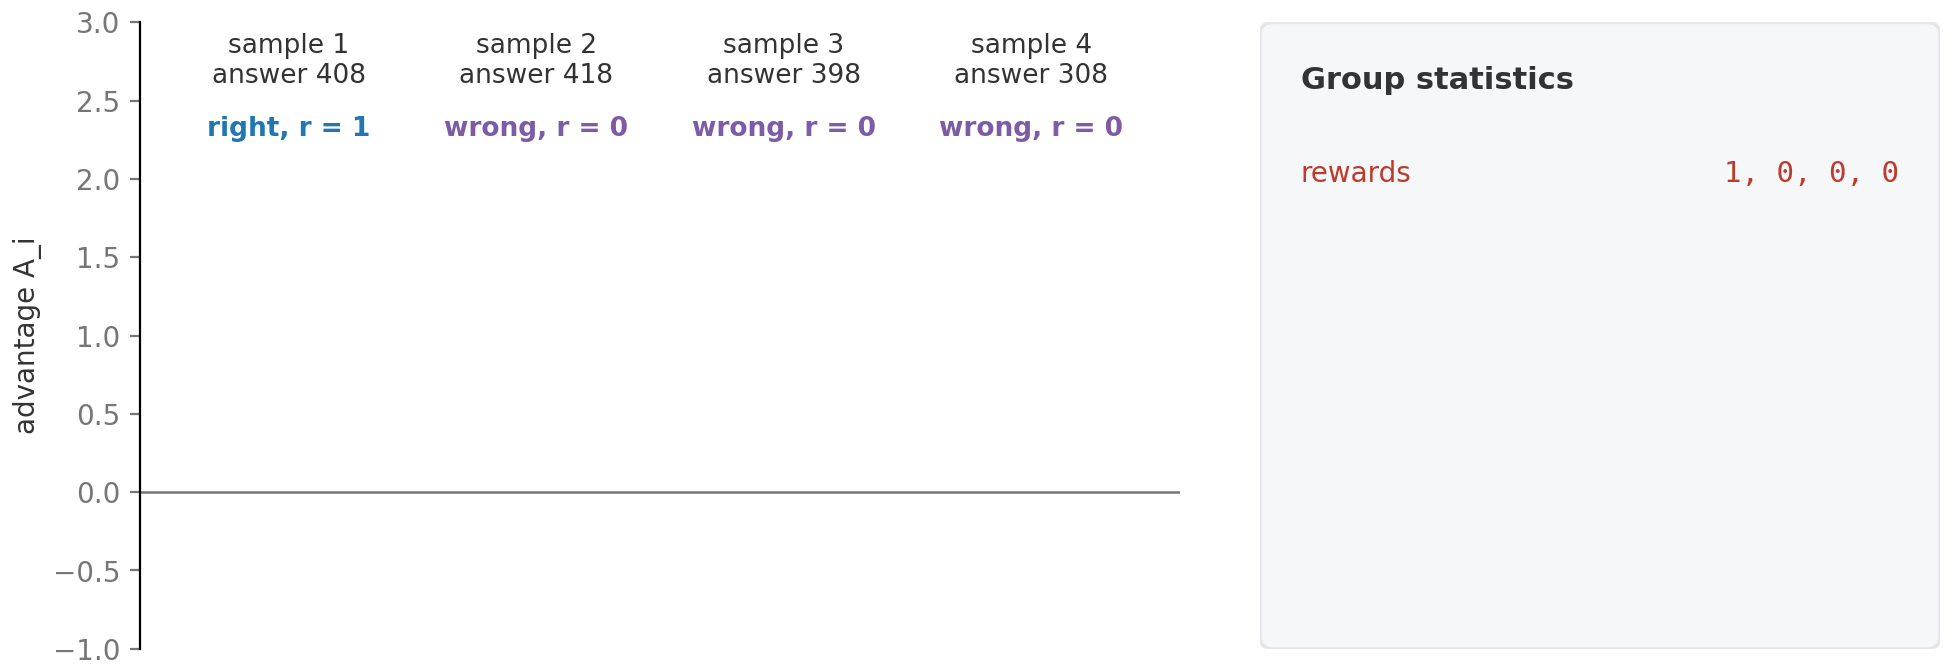 3.0
2.5
2.0
1.5
1.0
0.5
0.0
−0.5
−1.0
advantage A_i
sample 1
answer 408
right, r = 1
sample 2
answer 418
wrong, r = 0
sample 3
answer 398
wrong, r = 0
sample 4
answer 308
wrong, r = 0
Group statistics
rewards 1, 0, 0, 0